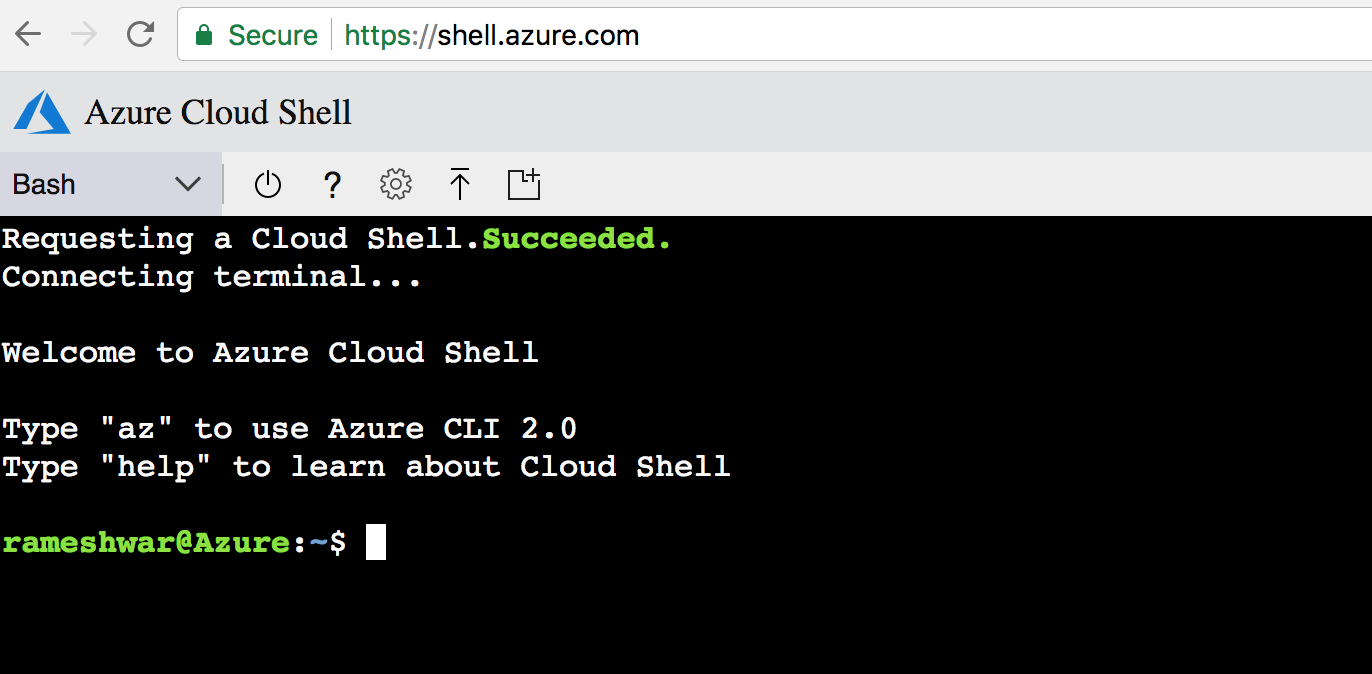 Secure https://shell.azure.com
Azure Cloud Shell
Bash ?
Requesting a Cloud Shell.Succeeded.
Connecting terminal...
Welcome to Azure Cloud Shell
Type "az" to use Azure CLI 2.0
Type "help" to learn about Cloud Shell
rameshwar@Azure:~$